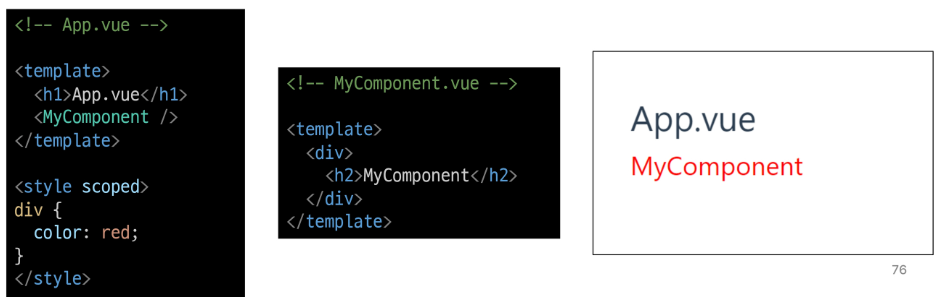 <!-- App.vue -->
<template>
<h1>App.vue</h1>
<MyComponent />
</template>
<style scoped>
div {
color: red;
}
</style>
<!-- MyComponent.vue -->
<template>
<div>
<h2>MyComponent</h2>
</div>
</template>
App.vue
MyComponent
76